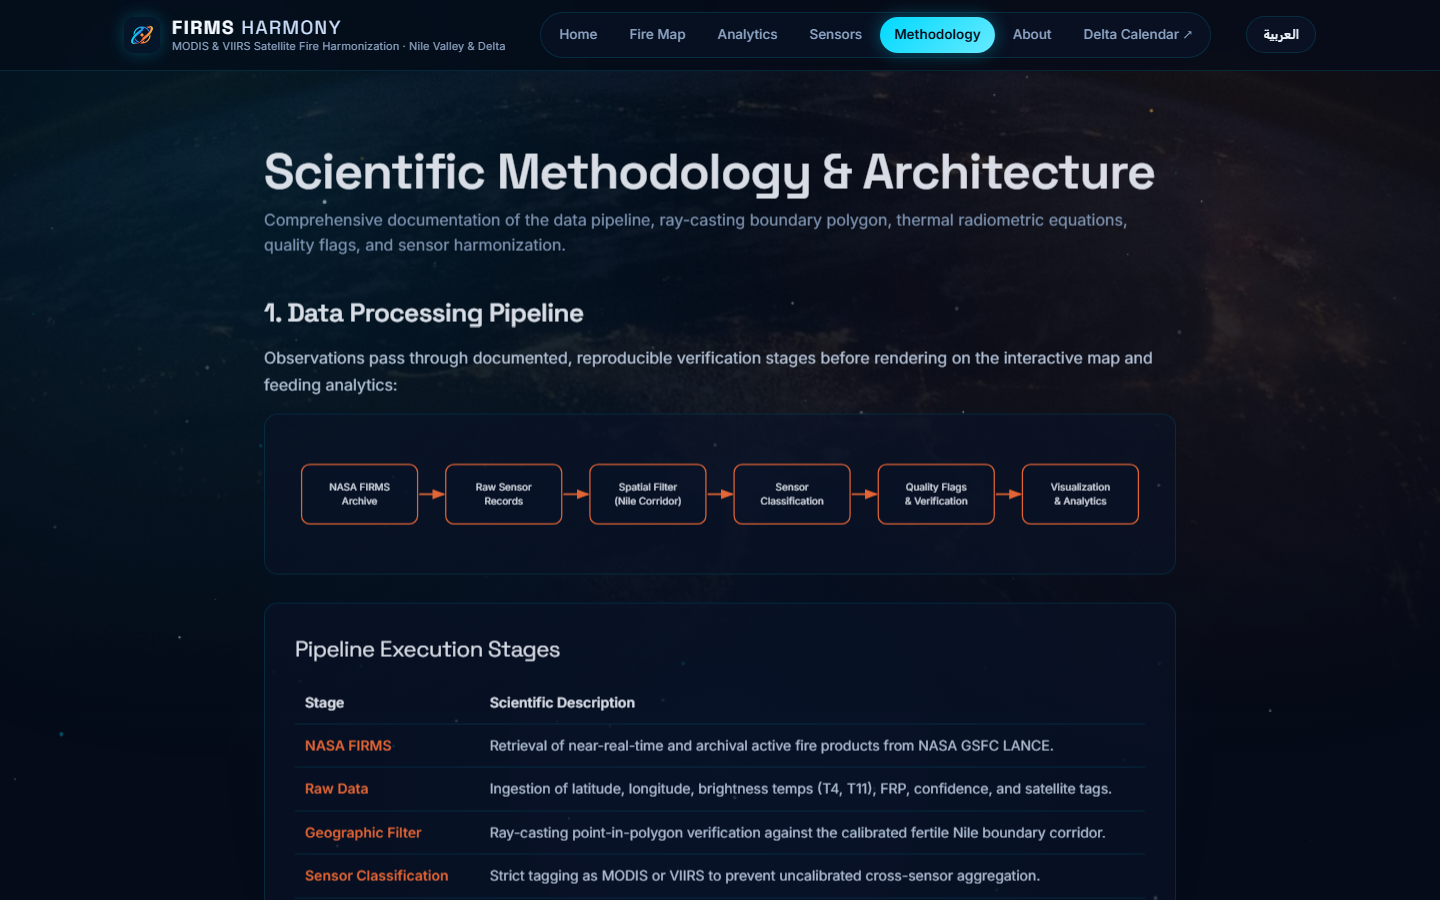 FIRMS HARMONY
MODIS & VIIRS Satellite Fire Harmonization · Nile Valley & Delta
Home
Fire Map
Analytics
Sensors
Methodology
About
Delta Calendar ↗
العربية
Scientific Methodology & Architecture
Comprehensive documentation of the data pipeline, ray-casting boundary polygon, thermal radiometric equations,
quality flags, and sensor harmonization.
1. Data Processing Pipeline
Observations pass through documented, reproducible verification stages before rendering on the interactive map and
feeding analytics:
NASA FIRMS
Archive
Raw Sensor
Records
Spatial Filter
(Nile Corridor)
Sensor
Classification
Quality Flags
& Verification
Visualization
& Analytics
Pipeline Execution Stages
Stage
Scientific Description
NASA FIRMS
Retrieval of near-real-time and archival active fire products from NASA GSFC LANCE.
Raw Data
Ingestion of latitude, longitude, brightness temps (T4, T11), FRP, confidence, and satellite tags.
Geographic Filter
Ray-casting point-in-polygon verification against the calibrated fertile Nile boundary corridor.
Sensor Classification
Strict tagging as MODIS or VIIRS to prevent uncalibrated cross-sensor aggregation.